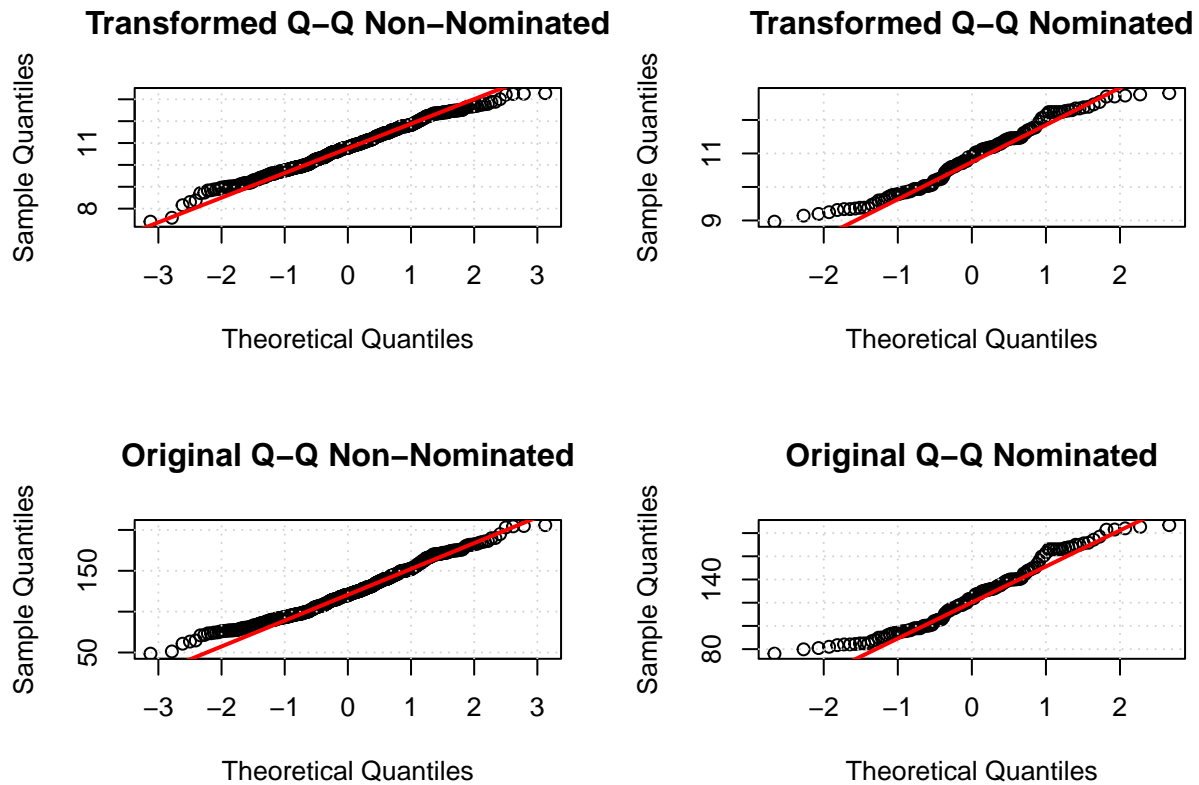 Transformed Q−Q Non−Nominated
Sample Quantiles
8 11
−3 −2 −1 0 1 2 3
Theoretical Quantiles
Transformed Q−Q Nominated
Sample Quantiles
9 11
−2 −1 0 1 2
Theoretical Quantiles
Original Q−Q Non−Nominated
Sample Quantiles
50 150
−3 −2 −1 0 1 2 3
Theoretical Quantiles
Original Q−Q Nominated
Sample Quantiles
80 140
−2 −1 0 1 2
Theoretical Quantiles